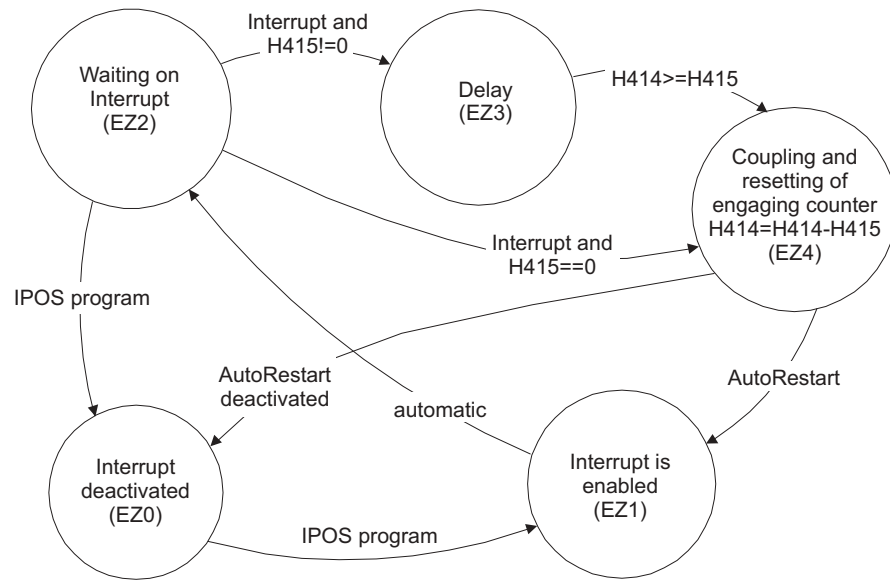 Interrupt and
H415!=0
Waiting on
Interrupt
(EZ2)
Delay
(EZ3)
H414>=H415
Coupling and
resetting of
engaging counter
H414=H414-H415
(EZ4)
Interrupt and
H415==0
IPOS program
AutoRestart
deactivated
automatic
AutoRestart
Interrupt
deactivated
(EZ0)
Interrupt is
enabled
(EZ1)
IPOS program